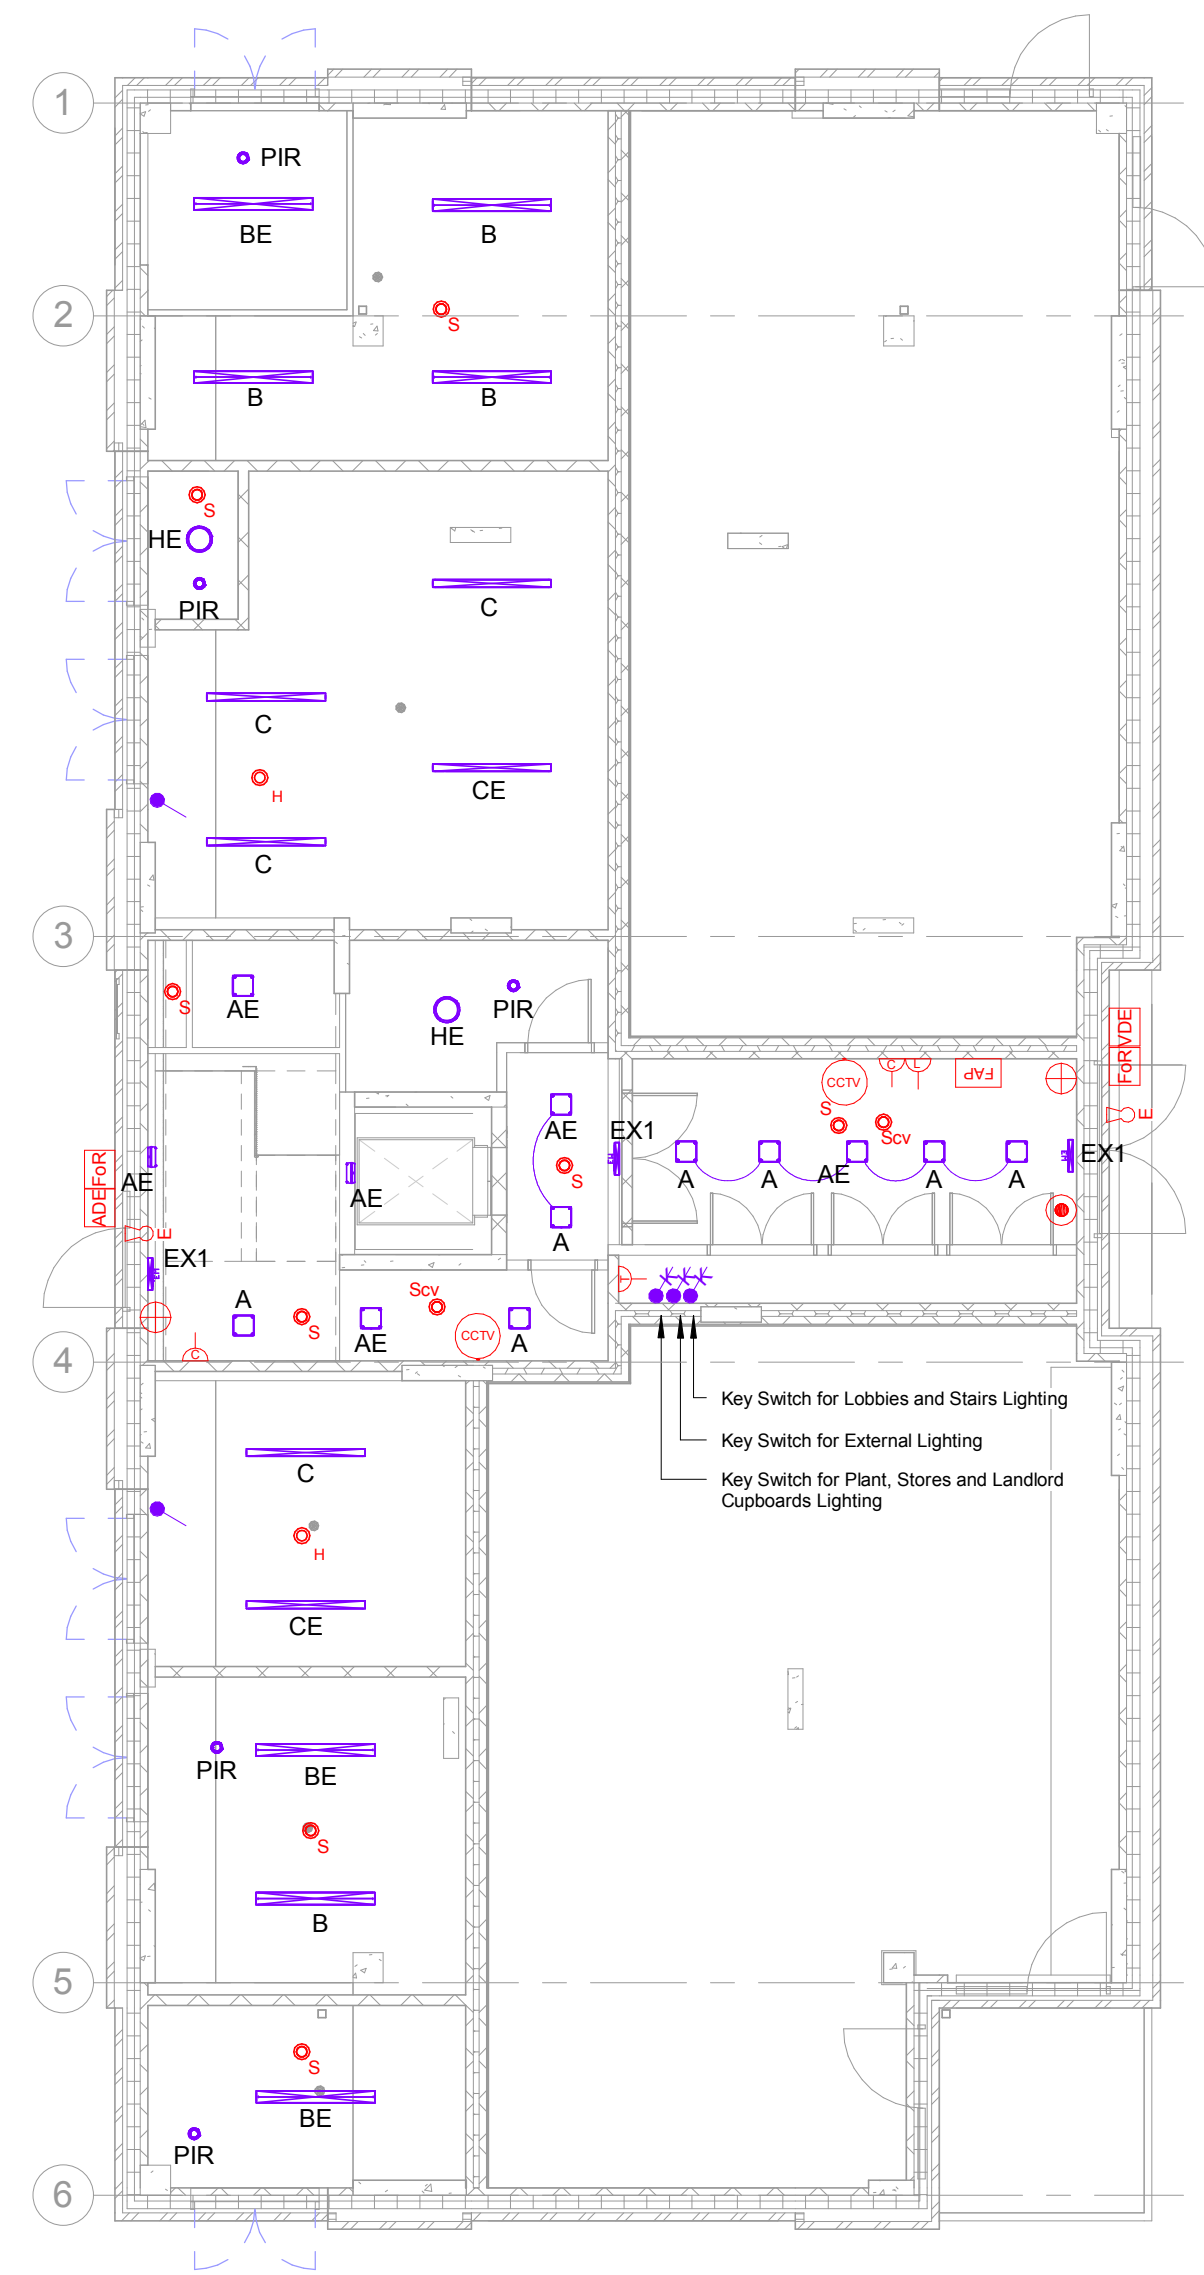 1
PIR
BE
B
2
S
B
B
S
HE
PIR
C
C
CE
H
C
3
S
AE
HE
PIR
FoR VDE
CCTV
C
L
FAP
S
Scv
E
AE
EX1
S
A
A
AE
A
A
EX1
EM
EM
ADE FoR
AE
AE
E
A
EX1
EM
A
S
Scv
AE
CCTV
A
T
C
4
Key Switch for Lobbies and Stairs Lighting
Key Switch for External Lighting
Key Switch for Plant, Stores and Landlord
Cupboards Lighting
C
H
CE
PIR
BE
S
B
5
S
BE
PIR
6